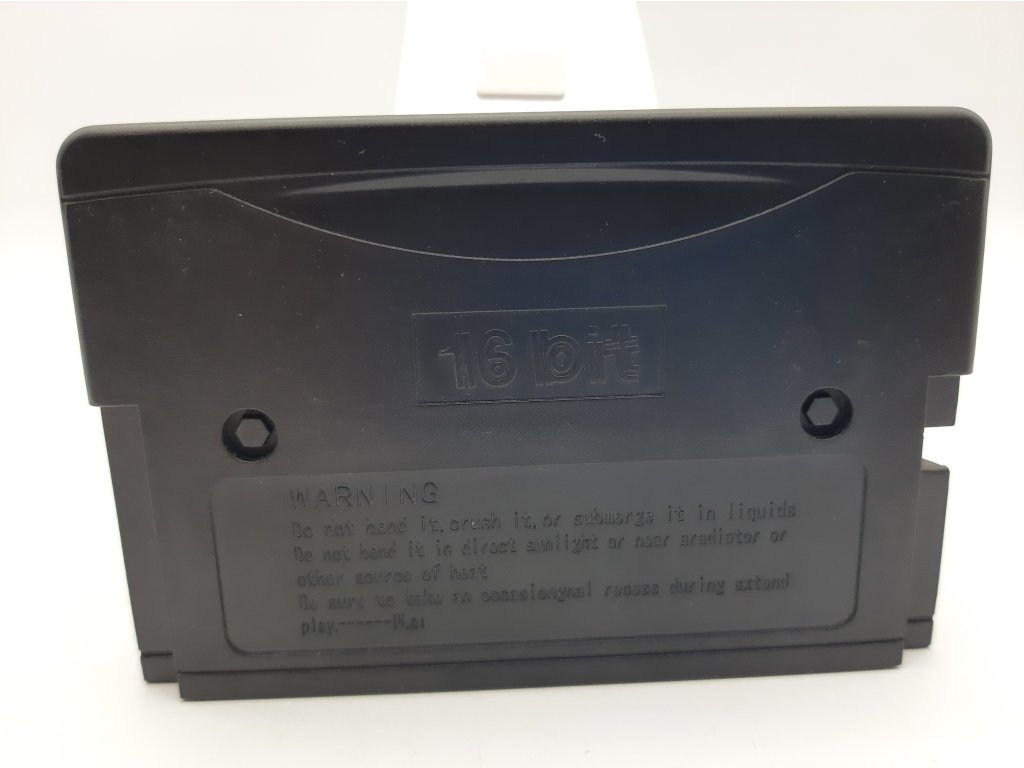 16 bit
WARNING
Do not bend it, crush it, or submerge it in liquids
Do not bend it in direct sunlight or near aradiator or
other source of heat
Be sure to take an occasiongnal recess during extend
play.------